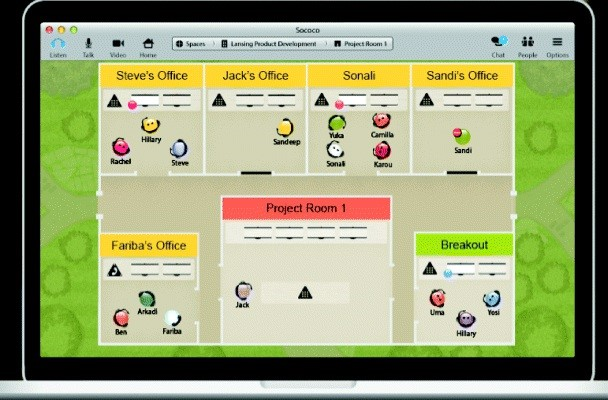 Sococo
Listen Talk Video Home Spaces Lansing Product Development Project Room 1 Chat People Options
Steve's Office Jack's Office Sonali Sandi's Office
Rachel Hillary Steve
Sandeep
Yuka Camilla
Sonali Karou
Sandi
Fariba's Office
Ben Arkadi Fariba
Project Room 1
Jack
Breakout
Uma Yosi
Hillary